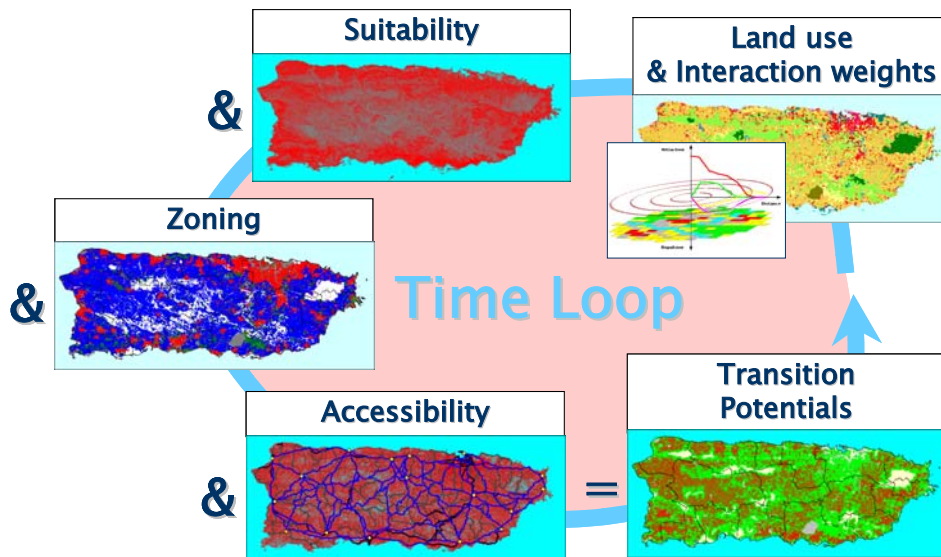 Suitability
Land use
& Interaction weights
&
Zoning
&
Time Loop
Accessibility
Transition
Potentials
&
=